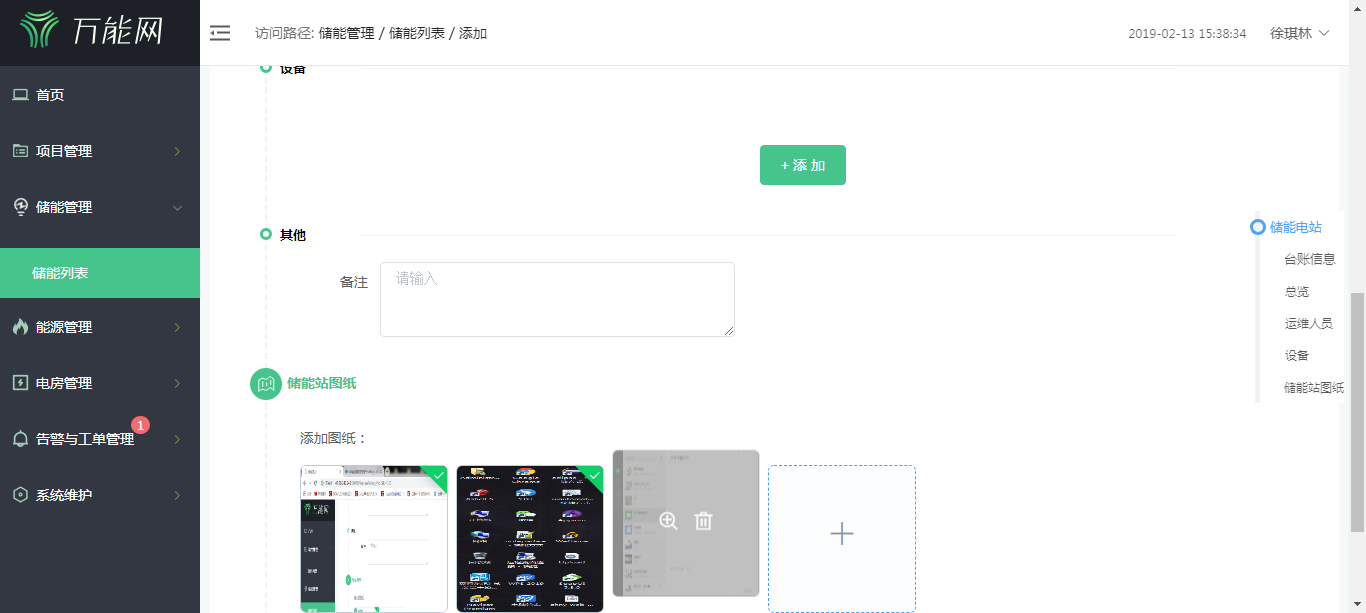 万能网
访问路径: 储能管理 / 储能列表 / 添加
2019-02-13 15:38:34
徐琪林
首页
项目管理
储能管理
储能列表
能源管理
电房管理
告警与工单管理
1
系统维护
设备
+ 添 加
其他
备注
请输入
储能站图纸
添加图纸：
储能电站
台账信息
总览
运维人员
设备
储能站图纸